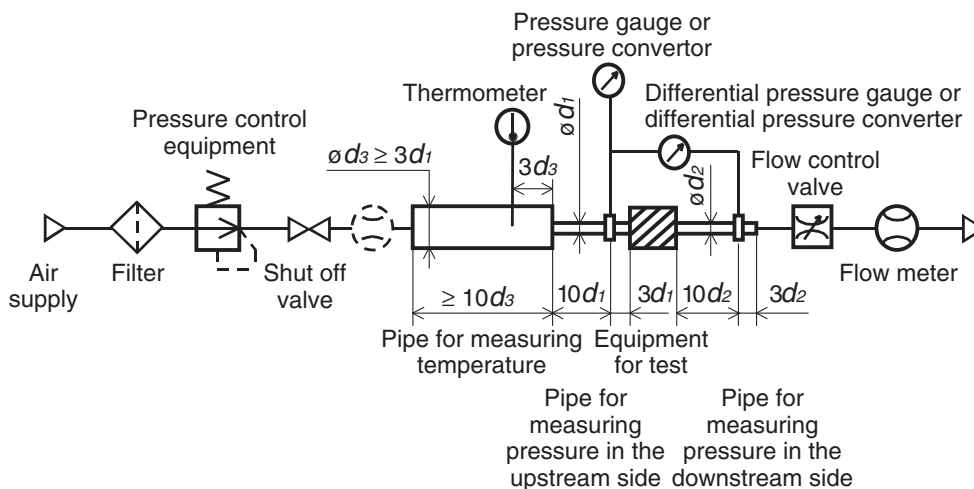 Pressure gauge or
pressure convertor
Thermometer
ød1
Differential pressure gauge or
differential pressure converter
Pressure control
equipment
ød3 ≥ 3d1
3d3
ød2
Flow control
valve
Air
supply
Filter
Shut off
valve
Flow meter
≥ 10d3
10d1
3d1
10d2
3d2
Pipe for measuring
temperature
Equipment
for test
Pipe for
measuring
pressure in the
upstream side
Pipe for
measuring
pressure in the
downstream side